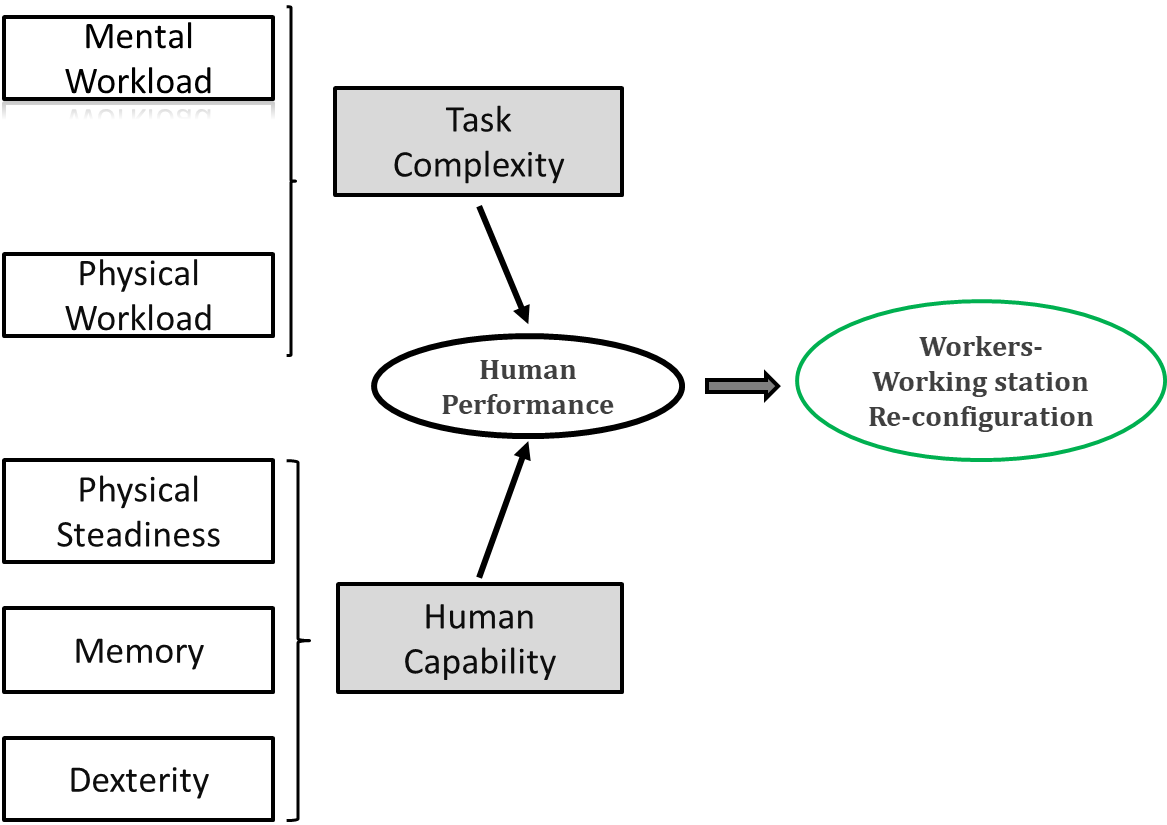 Mental
Workload
Task
Complexity
Physical
Workload
Human
Performance
Workers-
Working station
Re-configuration
Physical
Steadiness
Memory
Human
Capability
Dexterity